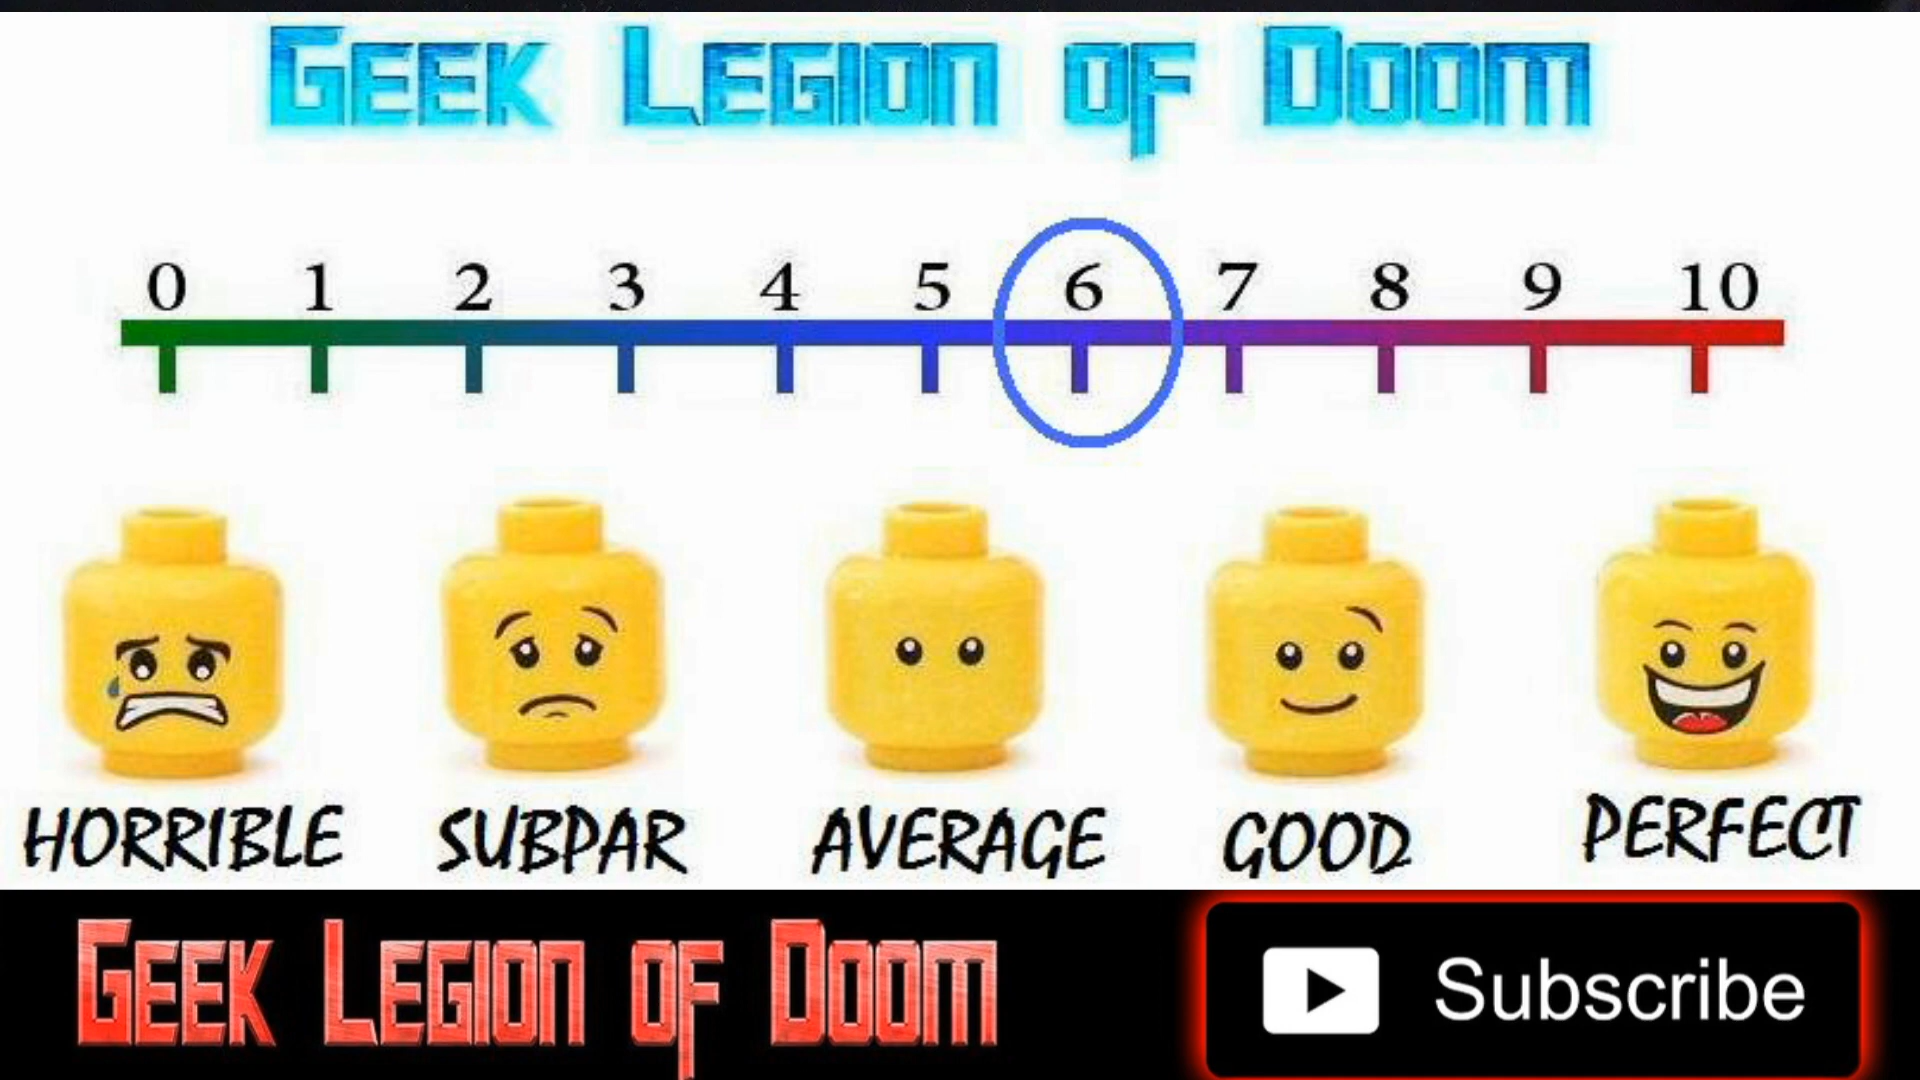 GEEK LEGION OF DOOM
0 1 2 3 4 5 6 7 8 9 10
HORRIBLE SUBPAR AVERAGE GOOD PERFECT
GEEK LEGION OF DOOM
Subscribe